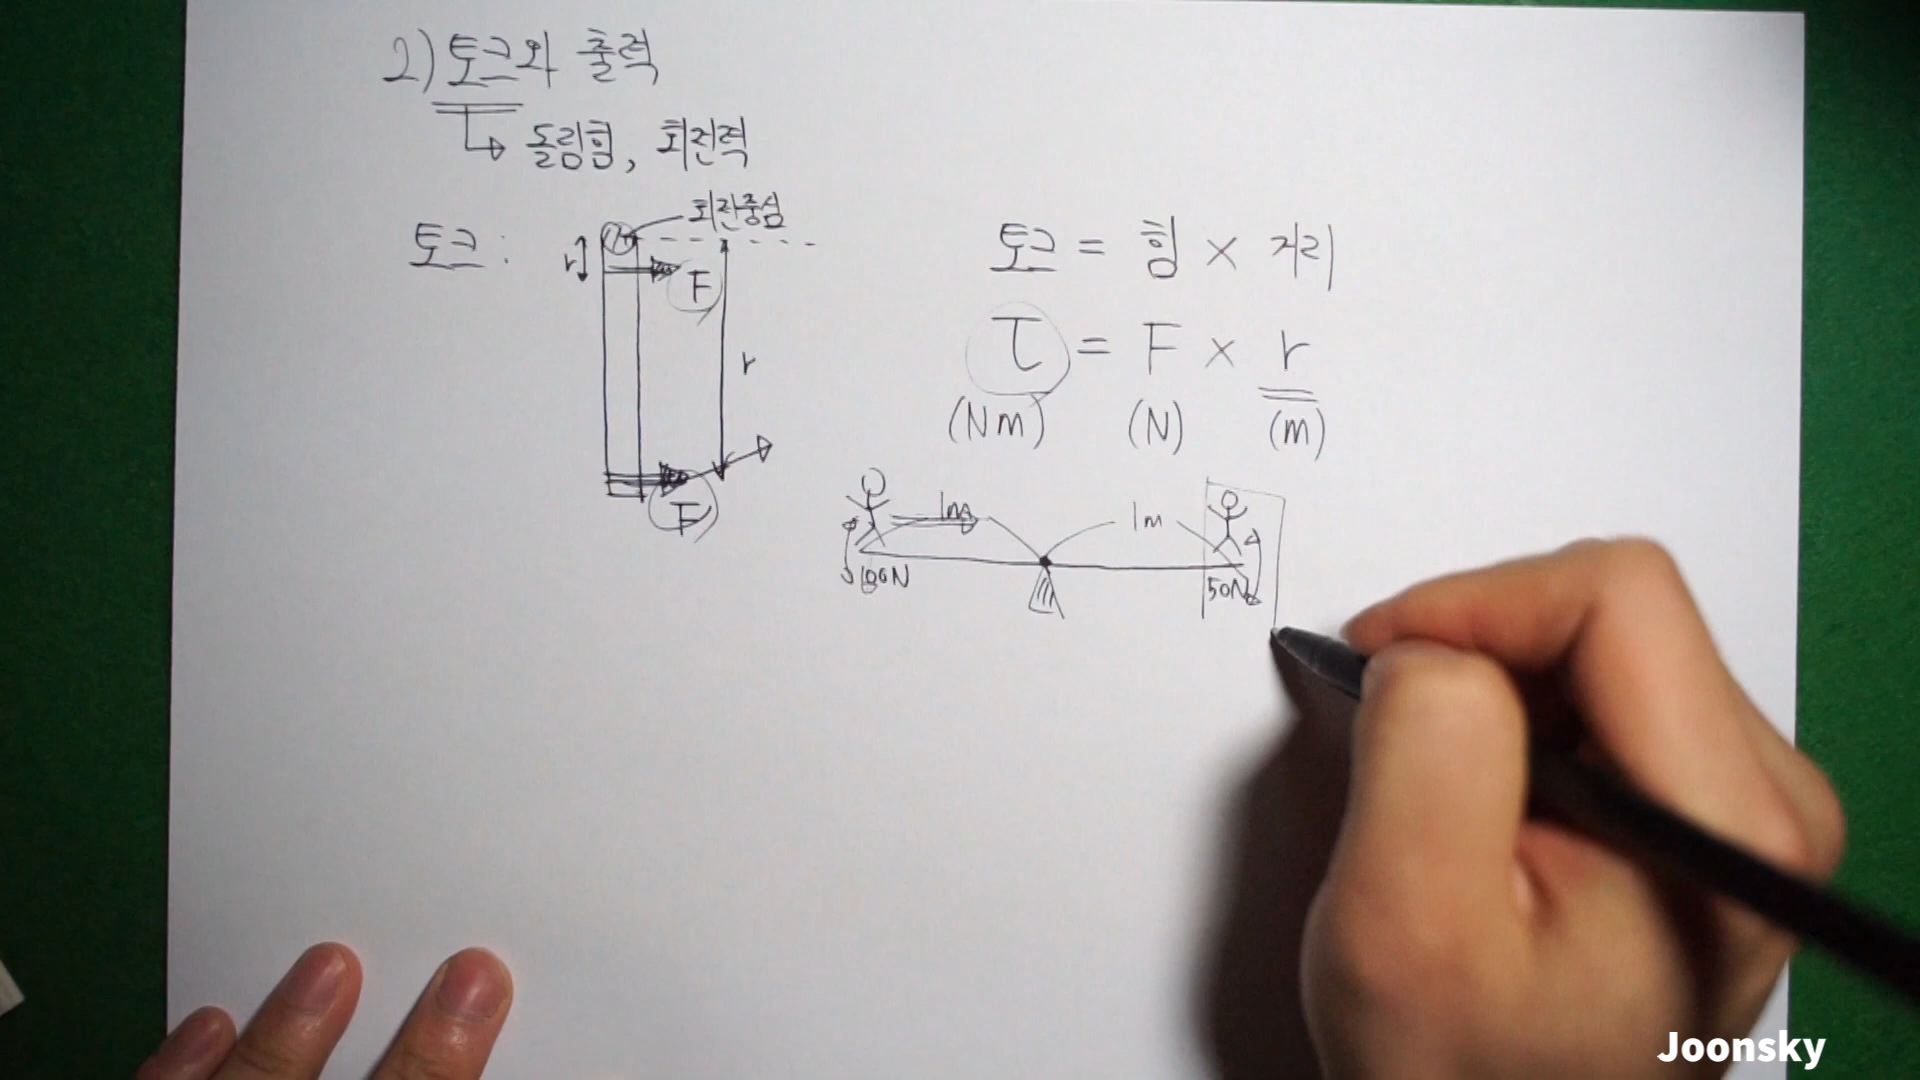 2) 토크와 출력
돌림힘, 회전력
회전중심
토크 :
r
F
r
F
토크 = 힘 × 거리
τ = F × r
(Nm) (N) (m)
1m 1m
100N 50N
Joonsky